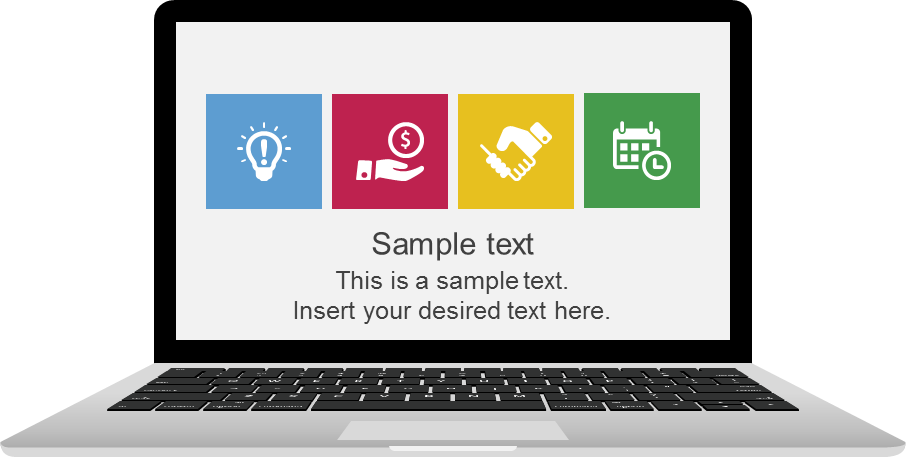 $
Sample text
This is a sample text.
Insert your desired text here.